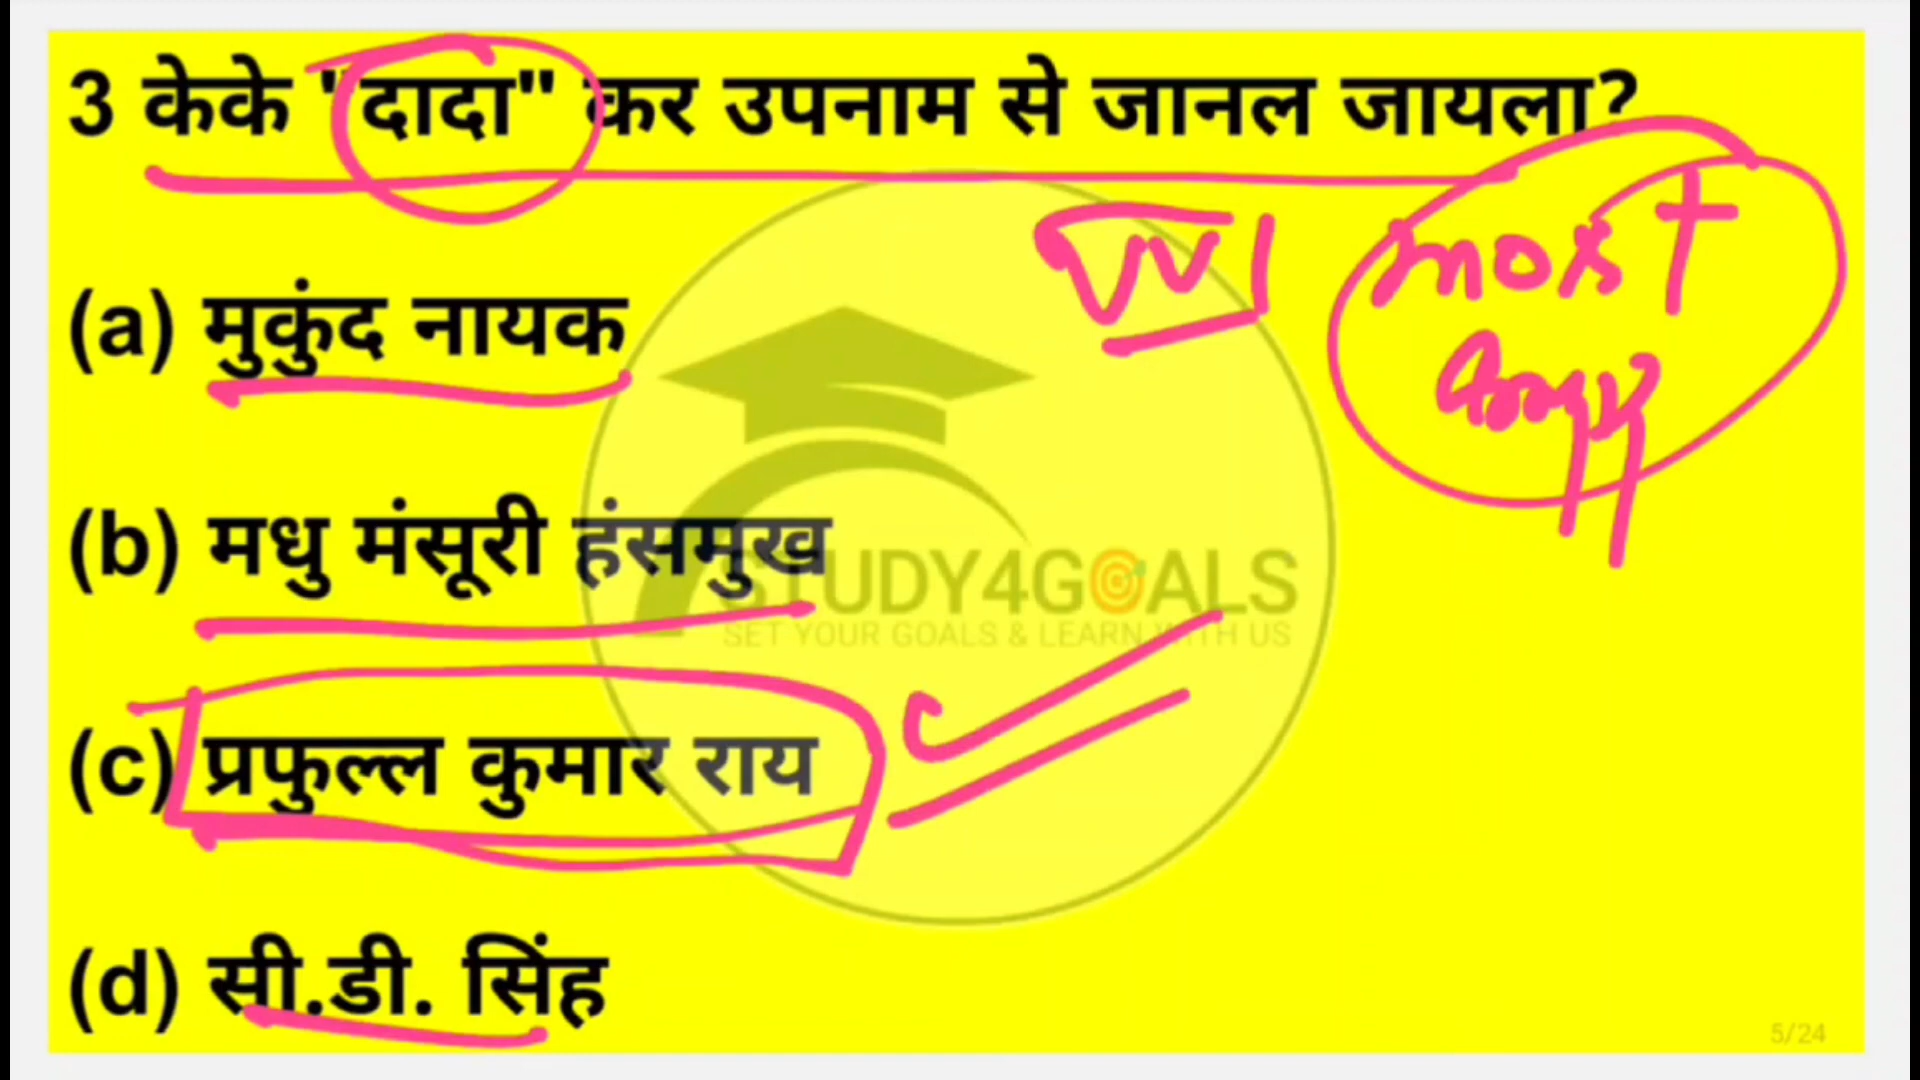 3 केके "दादा" कर उपनाम से जानल जायला?
VVI
most
(a) मुकुंद नायक
(b) मधु मंसूरी हंसमुख
STUDY4GOALS
SET YOUR GOALS & LEARN WITH US
(c) प्रफुल्ल कुमार राय
(d) सी.डी. सिंह
5/24